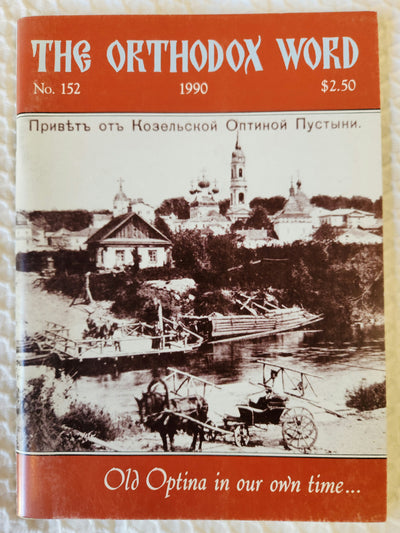 THE ORTHODOX WORD
No. 152 1990 $2.50
Привѣтъ отъ Козельской Оптиной Пустыни.
Old Optina in our own time...